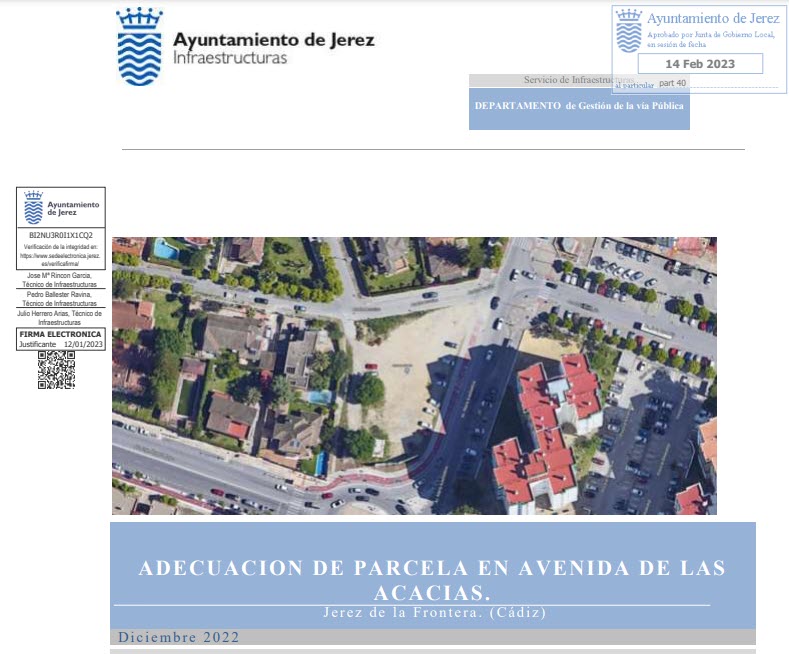 Ayuntamiento de Jerez
Infraestructuras
Ayuntamiento de Jerez
Aprobado por Junta de Gobierno Local,
en sesión de fecha
14 Feb 2023
al particular part 40
Servicio de Infraestructuras
DEPARTAMENTO de Gestión de la vía Pública
Ayuntamiento
de Jerez
BI2NU3R0I1X1CQ2
Verificación de la integridad en:
https://www.sedeelectronica.jerez.
es/verificafirma/
Jose Mª Rincon Garcia,
Técnico de Infraestructuras
Pedro Ballester Ravina,
Técnico de Infraestructuras
Julio Herrero Arias, Técnico de
Infraestructuras
FIRMA ELECTRONICA
Justificante 12/01/2023
ADECUACION DE PARCELA EN AVENIDA DE LAS
ACACIAS.
Jerez de la Frontera. (Cádiz)
Diciembre 2022